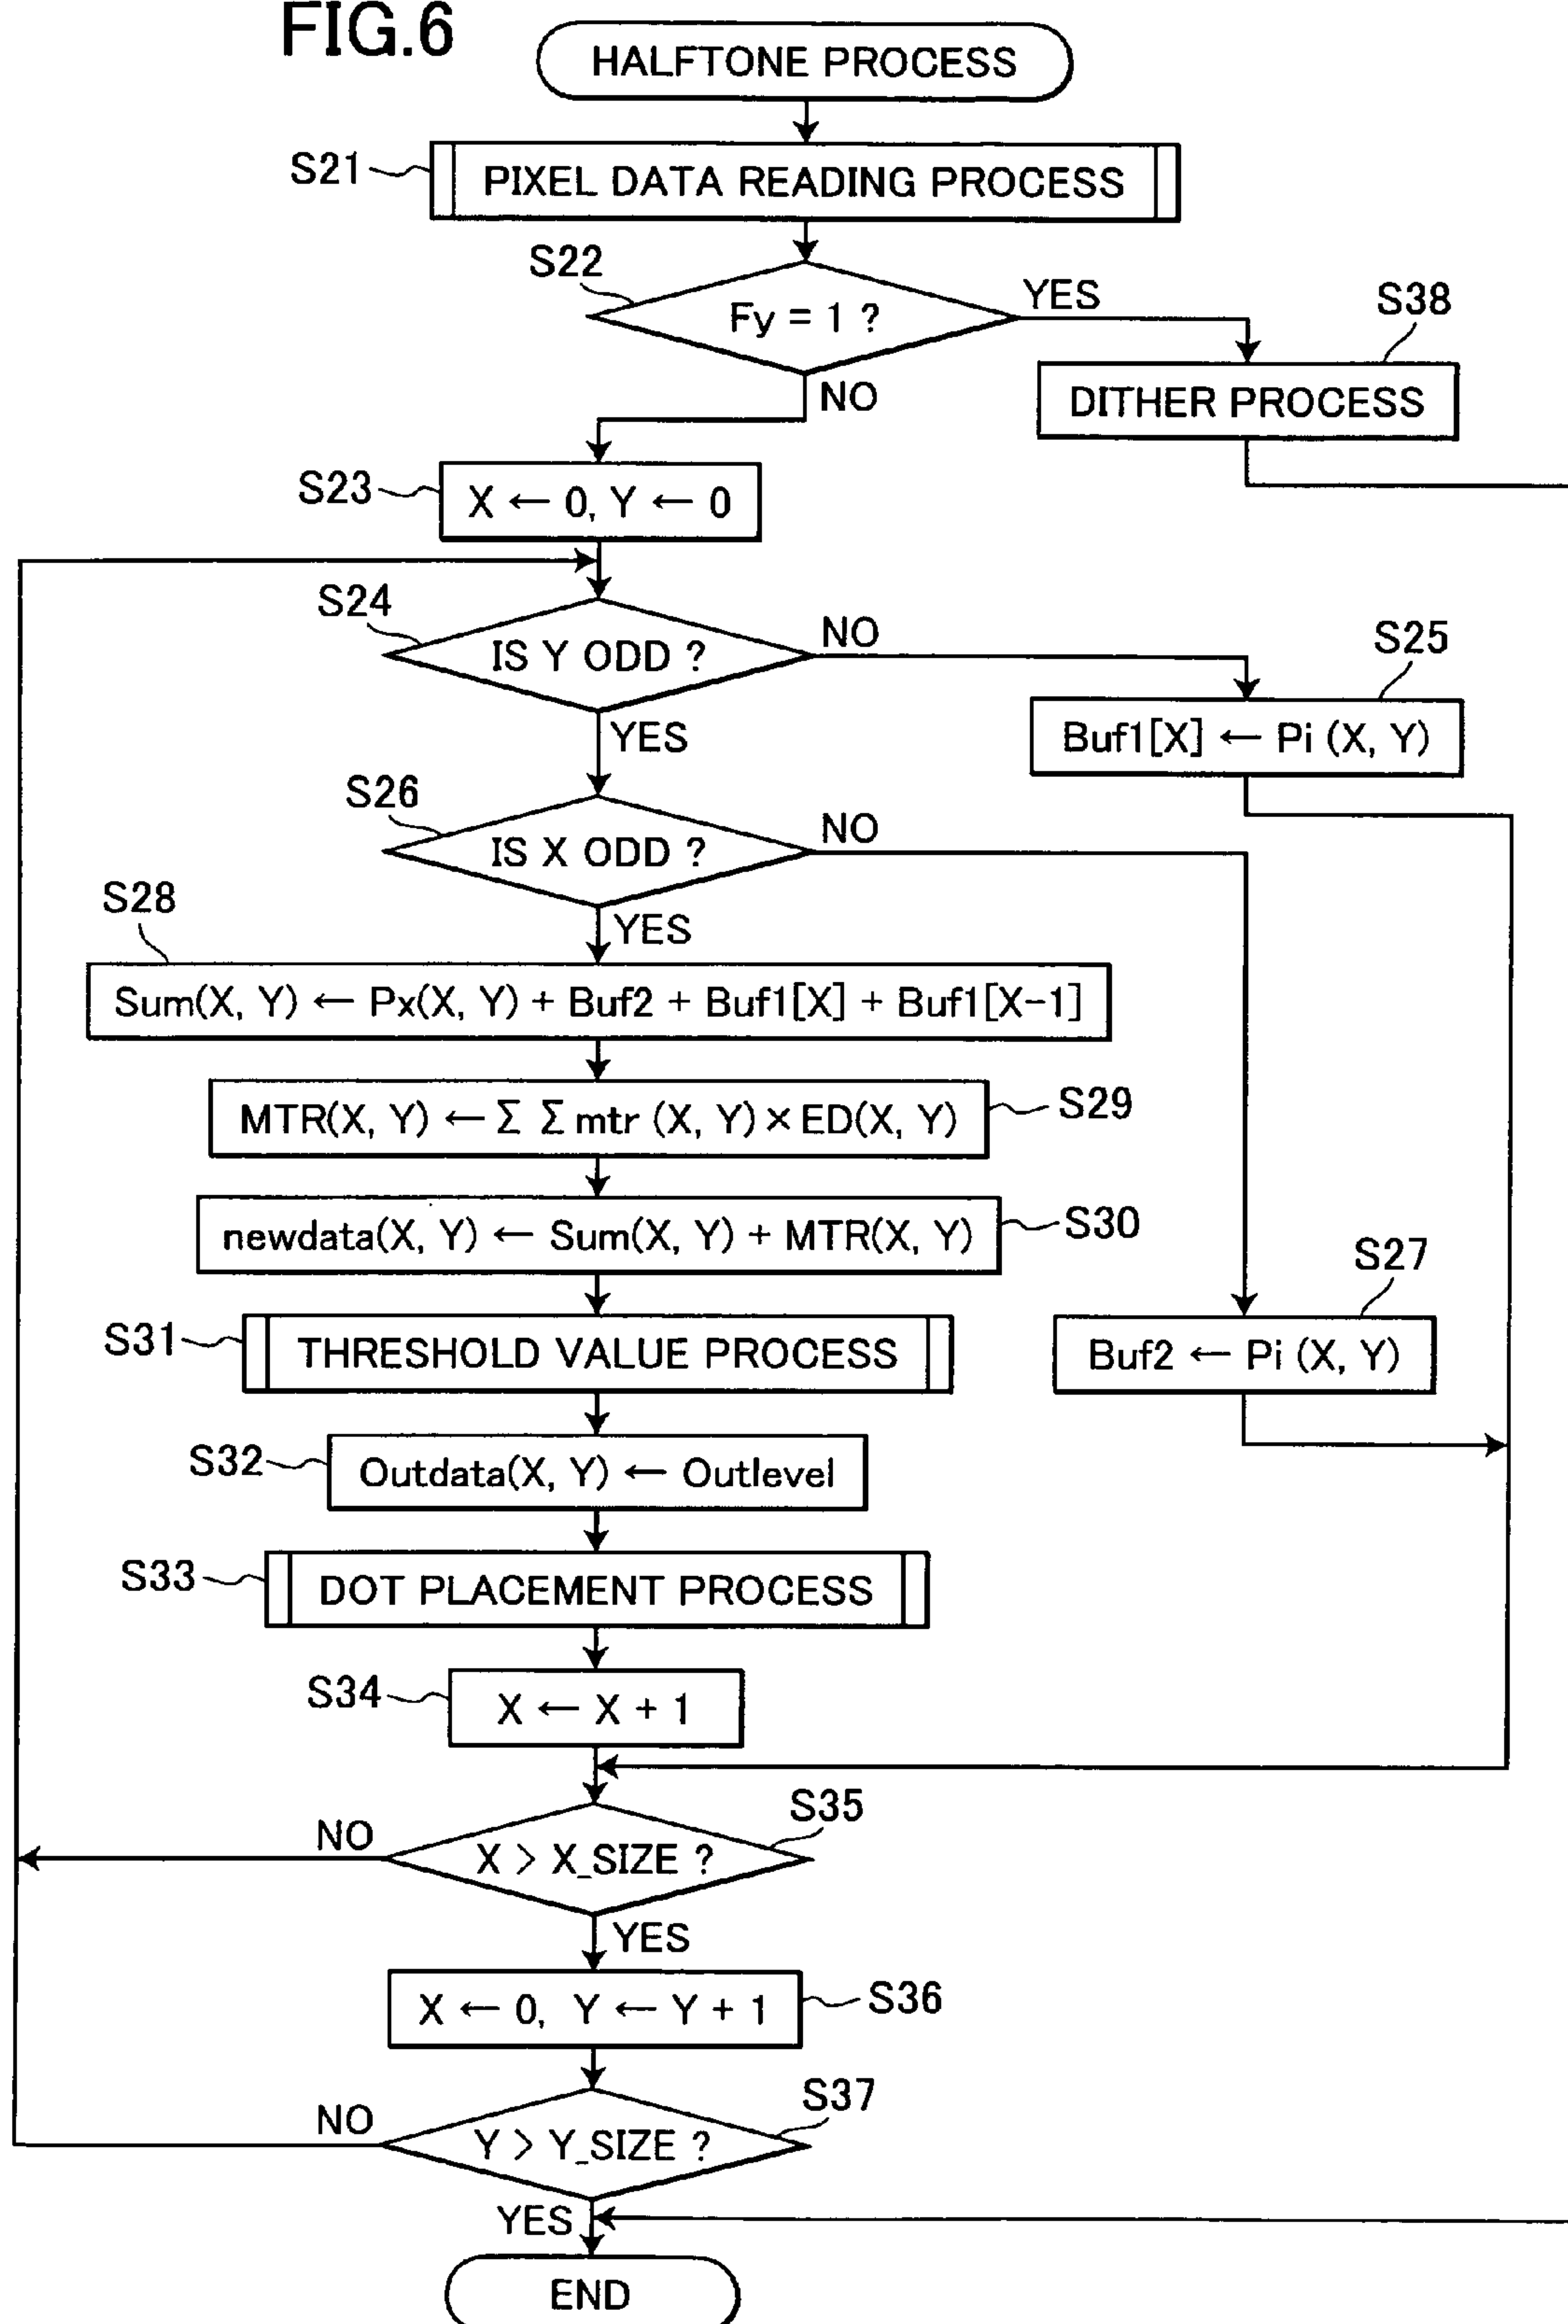 FIG.6
HALFTONE PROCESS
S21
PIXEL DATA READING PROCESS
S22
Fy = 1 ?
YES
NO
S38
DITHER PROCESS
S23
X ← 0, Y ← 0
S24
IS Y ODD ?
NO
YES
S25
Buf1[X] ← Pi (X, Y)
S26
IS X ODD ?
NO
YES
S28
Sum(X, Y) ← Px(X, Y) + Buf2 + Buf1[X] + Buf1[X-1]
MTR(X, Y) ← Σ Σ mtr (X, Y) × ED(X, Y)
S29
newdata(X, Y) ← Sum(X, Y) + MTR(X, Y)
S30
S27
Buf2 ← Pi (X, Y)
S31
THRESHOLD VALUE PROCESS
S32
Outdata(X, Y) ← Outlevel
S33
DOT PLACEMENT PROCESS
S34
X ← X + 1
S35
X > X_SIZE ?
NO
YES
X ← 0, Y ← Y + 1
S36
S37
Y > Y_SIZE ?
NO
YES
END